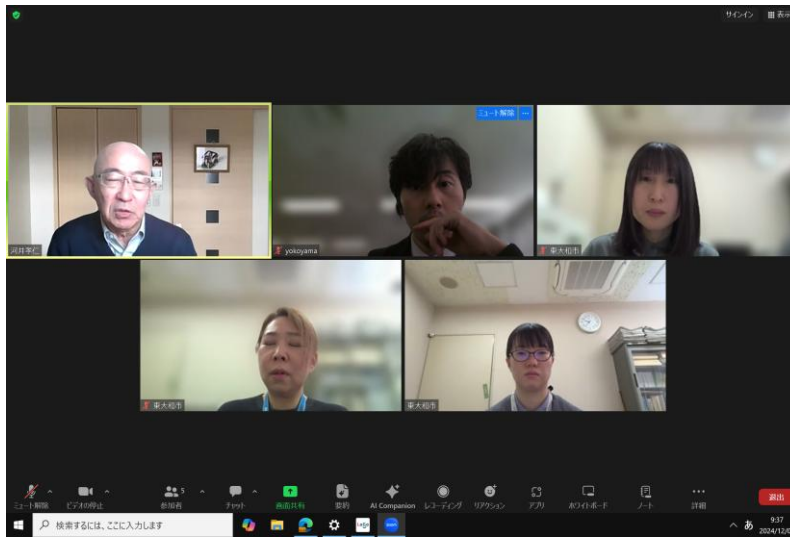 サインイン 表示
河井孝仁
ミュート解除 ...
yokoyama
東大和市
東大和市
東大和市
ミュート解除
ビデオの停止
5
参加者
チャット
画面共有
要約
AI Companion
レコーディング
リアクション
アプリ
ホワイトボード
ノート
詳細
退出
検索するには、ここに入力します
zoom
あ
9:37